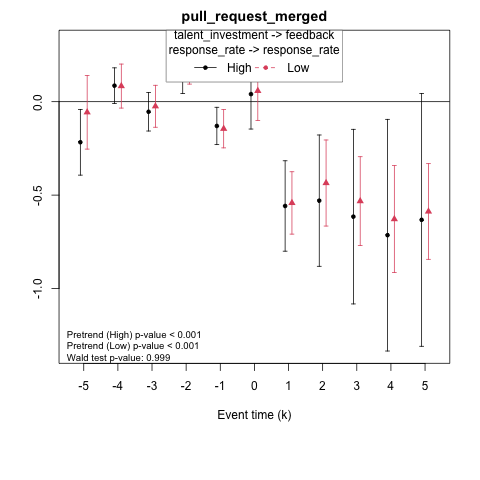 pull_request_merged
talent_investment -> feedback
response_rate -> response_rate
High Low
0.0
-0.5
-1.0
Pretrend (High) p-value < 0.001
Pretrend (Low) p-value < 0.001
Wald test p-value: 0.999
-5 -4 -3 -2 -1 0 1 2 3 4 5
Event time (k)